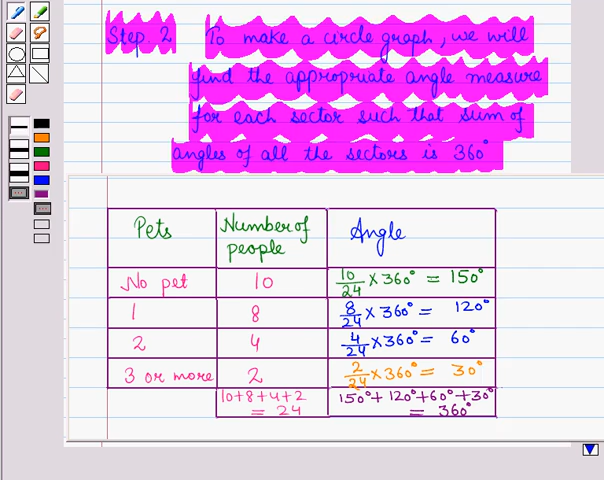 Step. 2 To make a circle graph, we will
find the appropriate angle measure
for each sector such that sum of
angles of all the sectors is 360°
Pets Number of people Angle
No pet 10 10/24 × 360° = 150°
1 8 8/24 × 360° = 120°
2 4 4/24 × 360° = 60°
3 or more 2 2/24 × 360° = 30°
10+8+4+2 150°+120°+60°+30°
= 24 = 360°